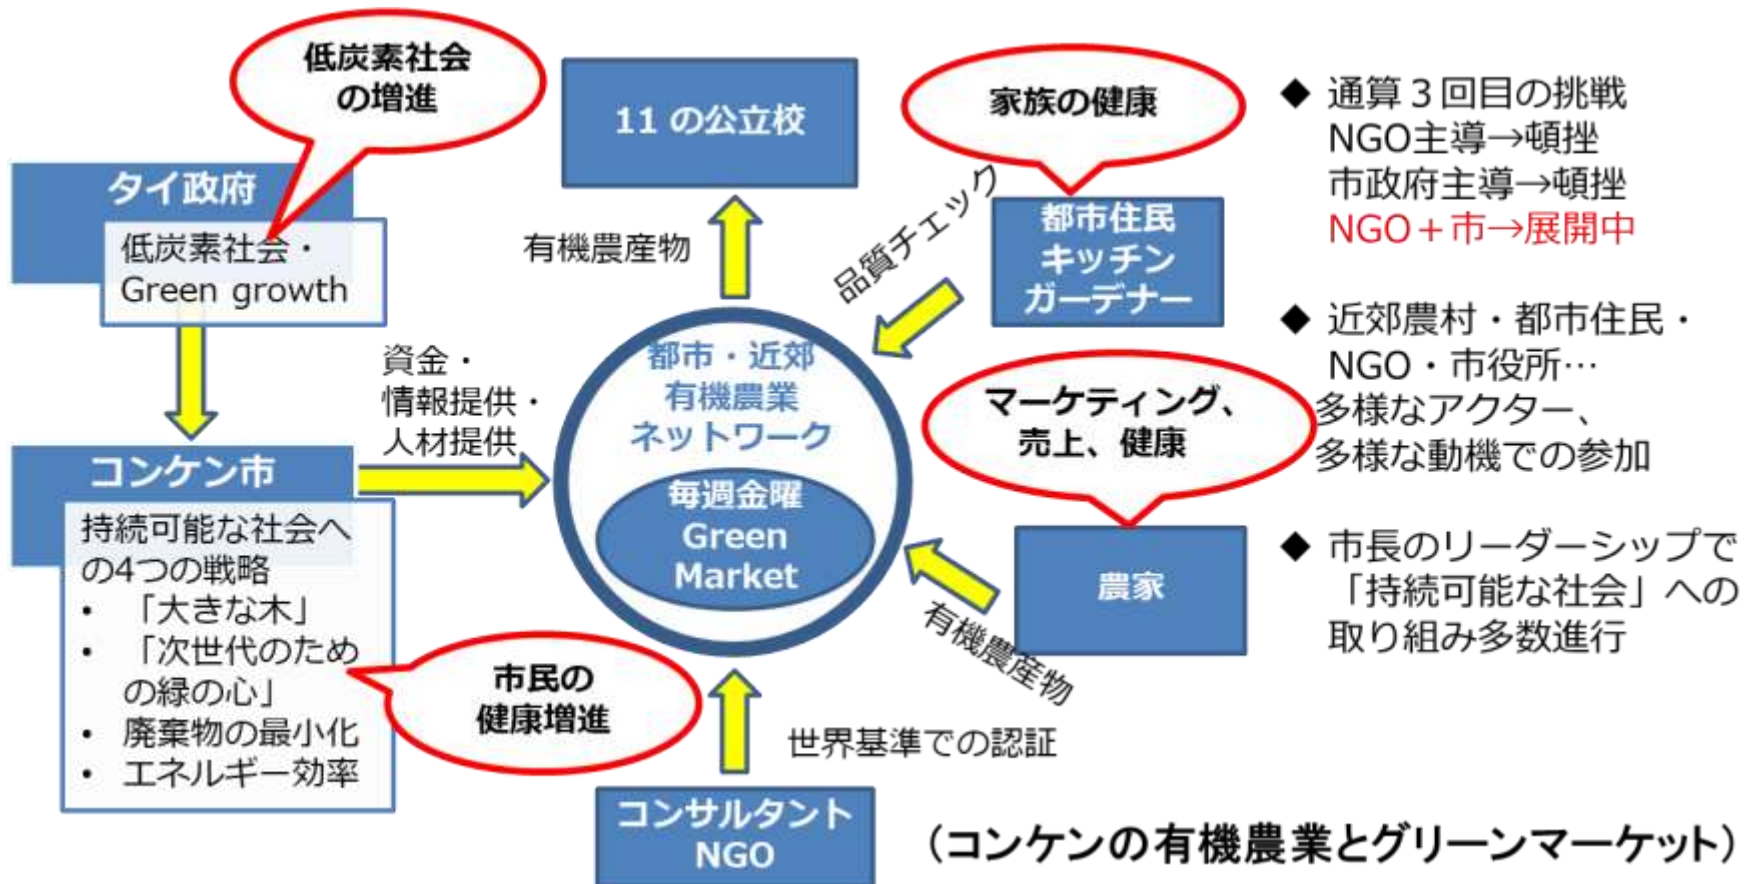 低炭素社会
の増進
タイ政府
低炭素社会・
Green growth
コンケン市
持続可能な社会へ
の4つの戦略
• 「大きな木」
• 「次世代のため
の緑の心」
• 廃棄物の最小化
• エネルギー効率
市民の
健康増進
資金・
情報提供・
人材提供
11 の公立校
有機農産物
都市・近郊
有機農業
ネットワーク
毎週金曜
Green
Market
世界基準での認証
コンサルタント
NGO
家族の健康
都市住民
キッチン
ガーデナー
品質チェック
マーケティング、
売上、健康
農家
有機農産物
◆ 通算３回目の挑戦
NGO主導→頓挫
市政府主導→頓挫
NGO＋市→展開中
◆ 近郊農村・都市住民・
NGO・市役所…
多様なアクター、
多様な動機での参加
◆ 市長のリーダーシップで
「持続可能な社会」への
取り組み多数進行
（コンケンの有機農業とグリーンマーケット）